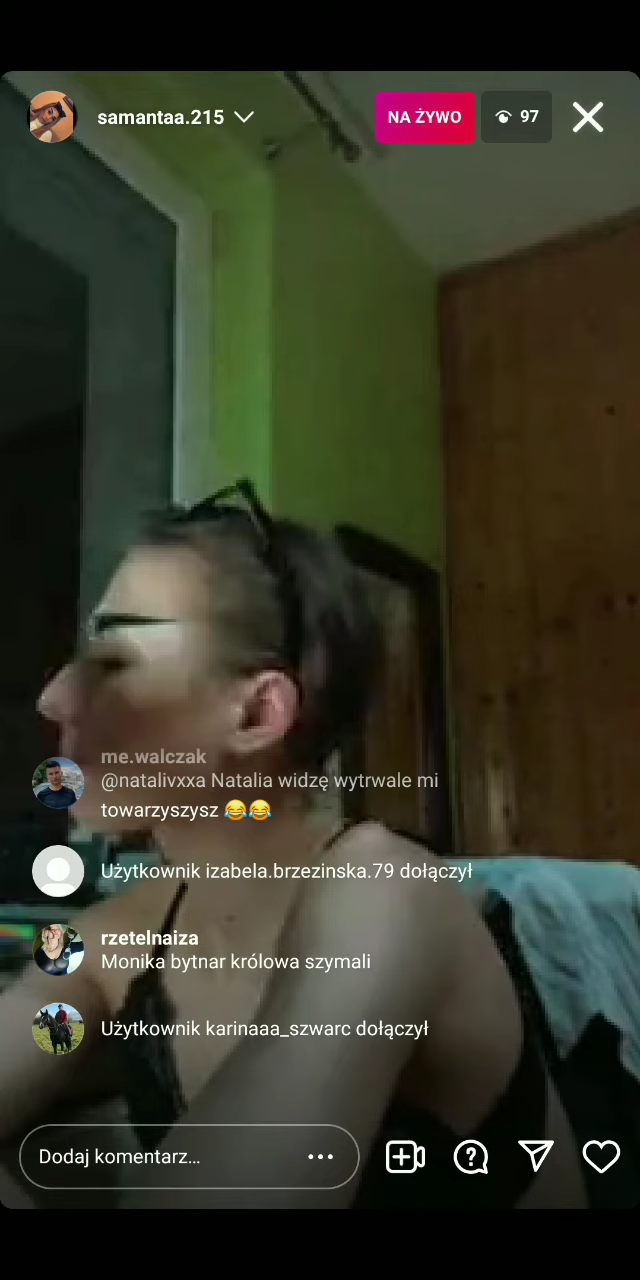 samantaa.215
NA ŻYWO
97
me.walczak
@natalivxxa Natalia widzę wytrwale mi
towarzyszysz 😂😂
Użytkownik izabela.brzezinska.79 dołączył
rzetelnaiza
Monika bytnar królowa szymali
Użytkownik karinaaa_szwarc dołączył
Dodaj komentarz...